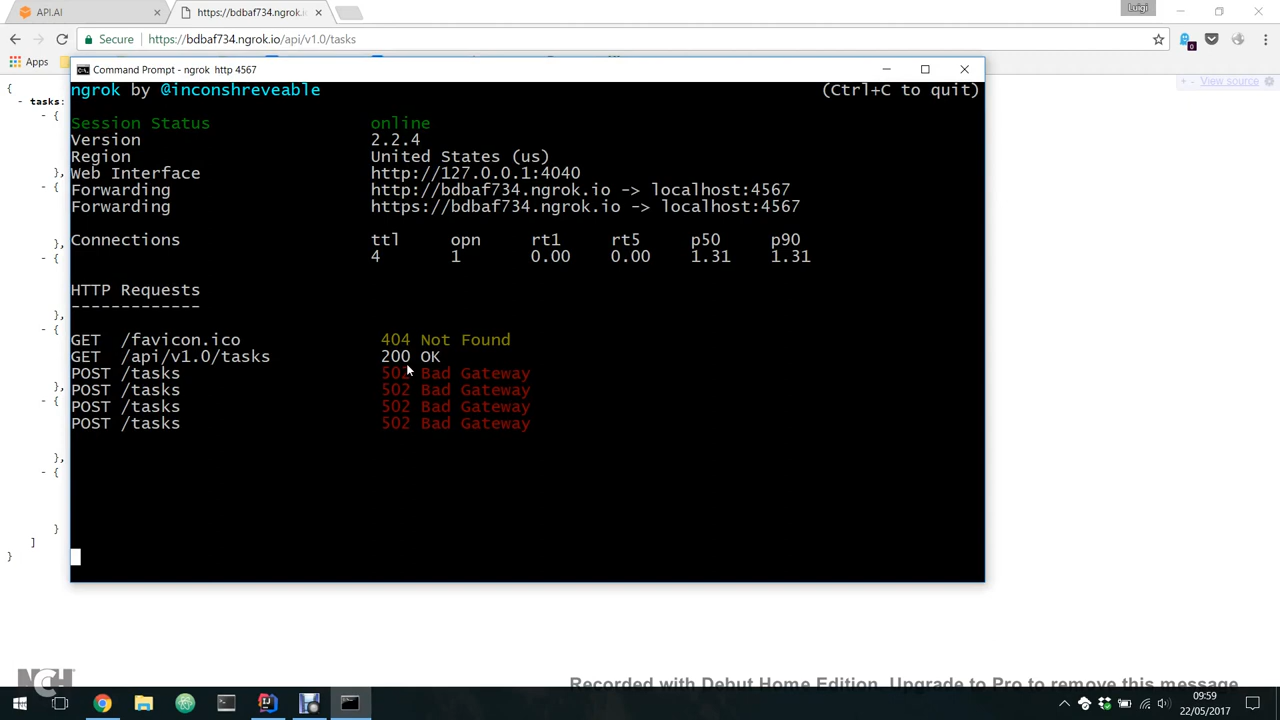 API.AI
https://bdbaf734.ngrok.io
Luigi
Secure
https://bdbaf734.ngrok.io/api/v1.0/tasks
0
Apps
Command Prompt - ngrok http 4567
View source
{
- tasks:
ngrok by @inconshreveable (Ctrl+C to quit)
Session Status online
Version 2.2.4
Region United States (us)
Web Interface http://127.0.0.1:4040
Forwarding http://bdbaf734.ngrok.io -> localhost:4567
Forwarding https://bdbaf734.ngrok.io -> localhost:4567
Connections ttl opn rt1 rt5 p50 p90
4 1 0.00 0.00 1.31 1.31
HTTP Requests
-------------
GET /favicon.ico 404 Not Found
GET /api/v1.0/tasks 200 OK
POST /tasks 502 Bad Gateway
POST /tasks 502 Bad Gateway
POST /tasks 502 Bad Gateway
POST /tasks 502 Bad Gateway
- {
},
- {
},
- {
},
- {
},
- {
},
- {
}
]
}
NCH
Recorded with Debut Home Edition. Upgrade to Pro to remove this message
09:59
22/05/2017